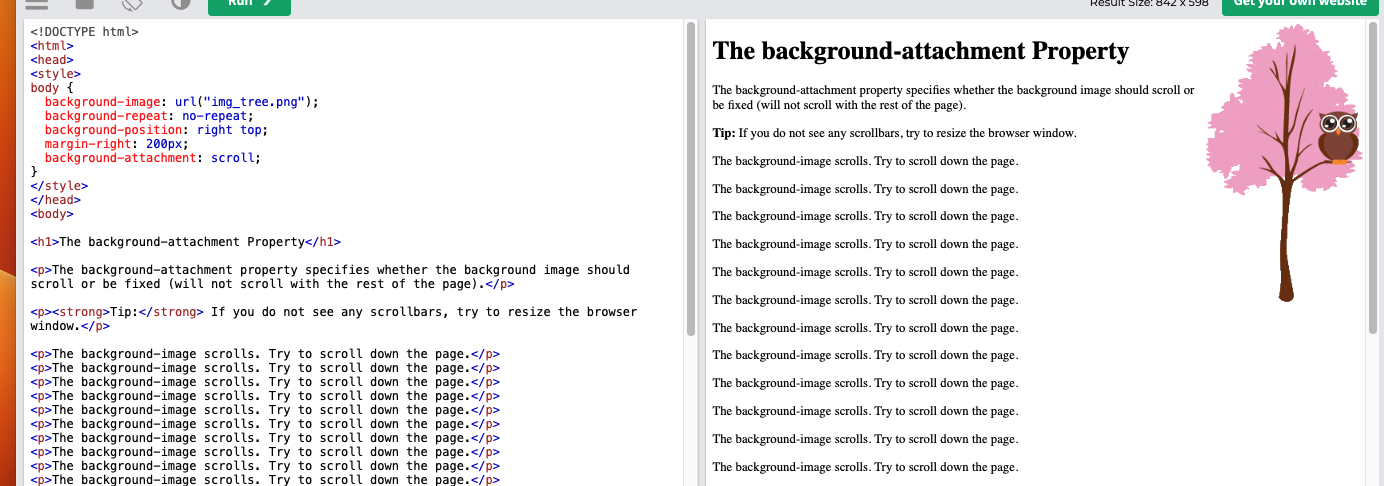 Run ❯
Result Size: 842 x 598
Get your own website
<!DOCTYPE html>
<html>
<head>
<style>
body {
  background-image: url("img_tree.png");
  background-repeat: no-repeat;
  background-position: right top;
  margin-right: 200px;
  background-attachment: scroll;
}
</style>
</head>
<body>

<h1>The background-attachment Property</h1>

<p>The background-attachment property specifies whether the background image should
scroll or be fixed (will not scroll with the rest of the page).</p>

<p><strong>Tip:</strong> If you do not see any scrollbars, try to resize the browser
window.</p>

<p>The background-image scrolls. Try to scroll down the page.</p>
<p>The background-image scrolls. Try to scroll down the page.</p>
<p>The background-image scrolls. Try to scroll down the page.</p>
<p>The background-image scrolls. Try to scroll down the page.</p>
<p>The background-image scrolls. Try to scroll down the page.</p>
<p>The background-image scrolls. Try to scroll down the page.</p>
<p>The background-image scrolls. Try to scroll down the page.</p>
<p>The background-image scrolls. Try to scroll down the page.</p>
<p>The background-image scrolls. Try to scroll down the page.</p>
<p>The background-image scrolls. Try to scroll down the page.</p>
The background-attachment Property
The background-attachment property specifies whether the background image should scroll or
be fixed (will not scroll with the rest of the page).
Tip: If you do not see any scrollbars, try to resize the browser window.
The background-image scrolls. Try to scroll down the page.
The background-image scrolls. Try to scroll down the page.
The background-image scrolls. Try to scroll down the page.
The background-image scrolls. Try to scroll down the page.
The background-image scrolls. Try to scroll down the page.
The background-image scrolls. Try to scroll down the page.
The background-image scrolls. Try to scroll down the page.
The background-image scrolls. Try to scroll down the page.
The background-image scrolls. Try to scroll down the page.
The background-image scrolls. Try to scroll down the page.
The background-image scrolls. Try to scroll down the page.
The background-image scrolls. Try to scroll down the page.